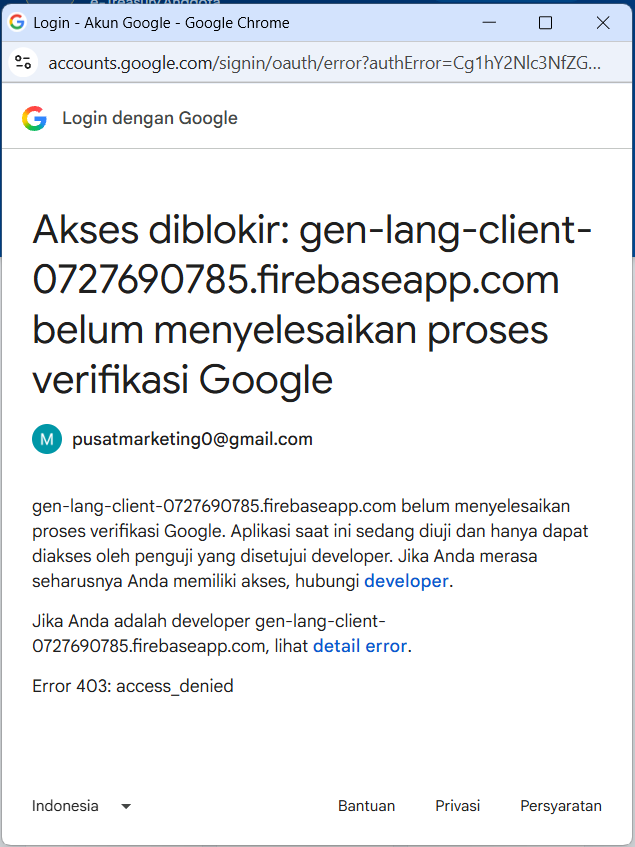 e-Treasury Anggota
Login - Akun Google - Google Chrome
accounts.google.com/signin/oauth/error?authError=Cg1hY2Nlc3NfZG...
Login dengan Google
Akses diblokir: gen-lang-client-
0727690785.firebaseapp.com
belum menyelesaikan proses
verifikasi Google
M pusatmarketing0@gmail.com
gen-lang-client-0727690785.firebaseapp.com belum menyelesaikan
proses verifikasi Google. Aplikasi saat ini sedang diuji dan hanya dapat
diakses oleh penguji yang disetujui developer. Jika Anda merasa
seharusnya Anda memiliki akses, hubungi developer.
Jika Anda adalah developer gen-lang-client-
0727690785.firebaseapp.com, lihat detail error.
Error 403: access_denied
Indonesia Bantuan Privasi Persyaratan